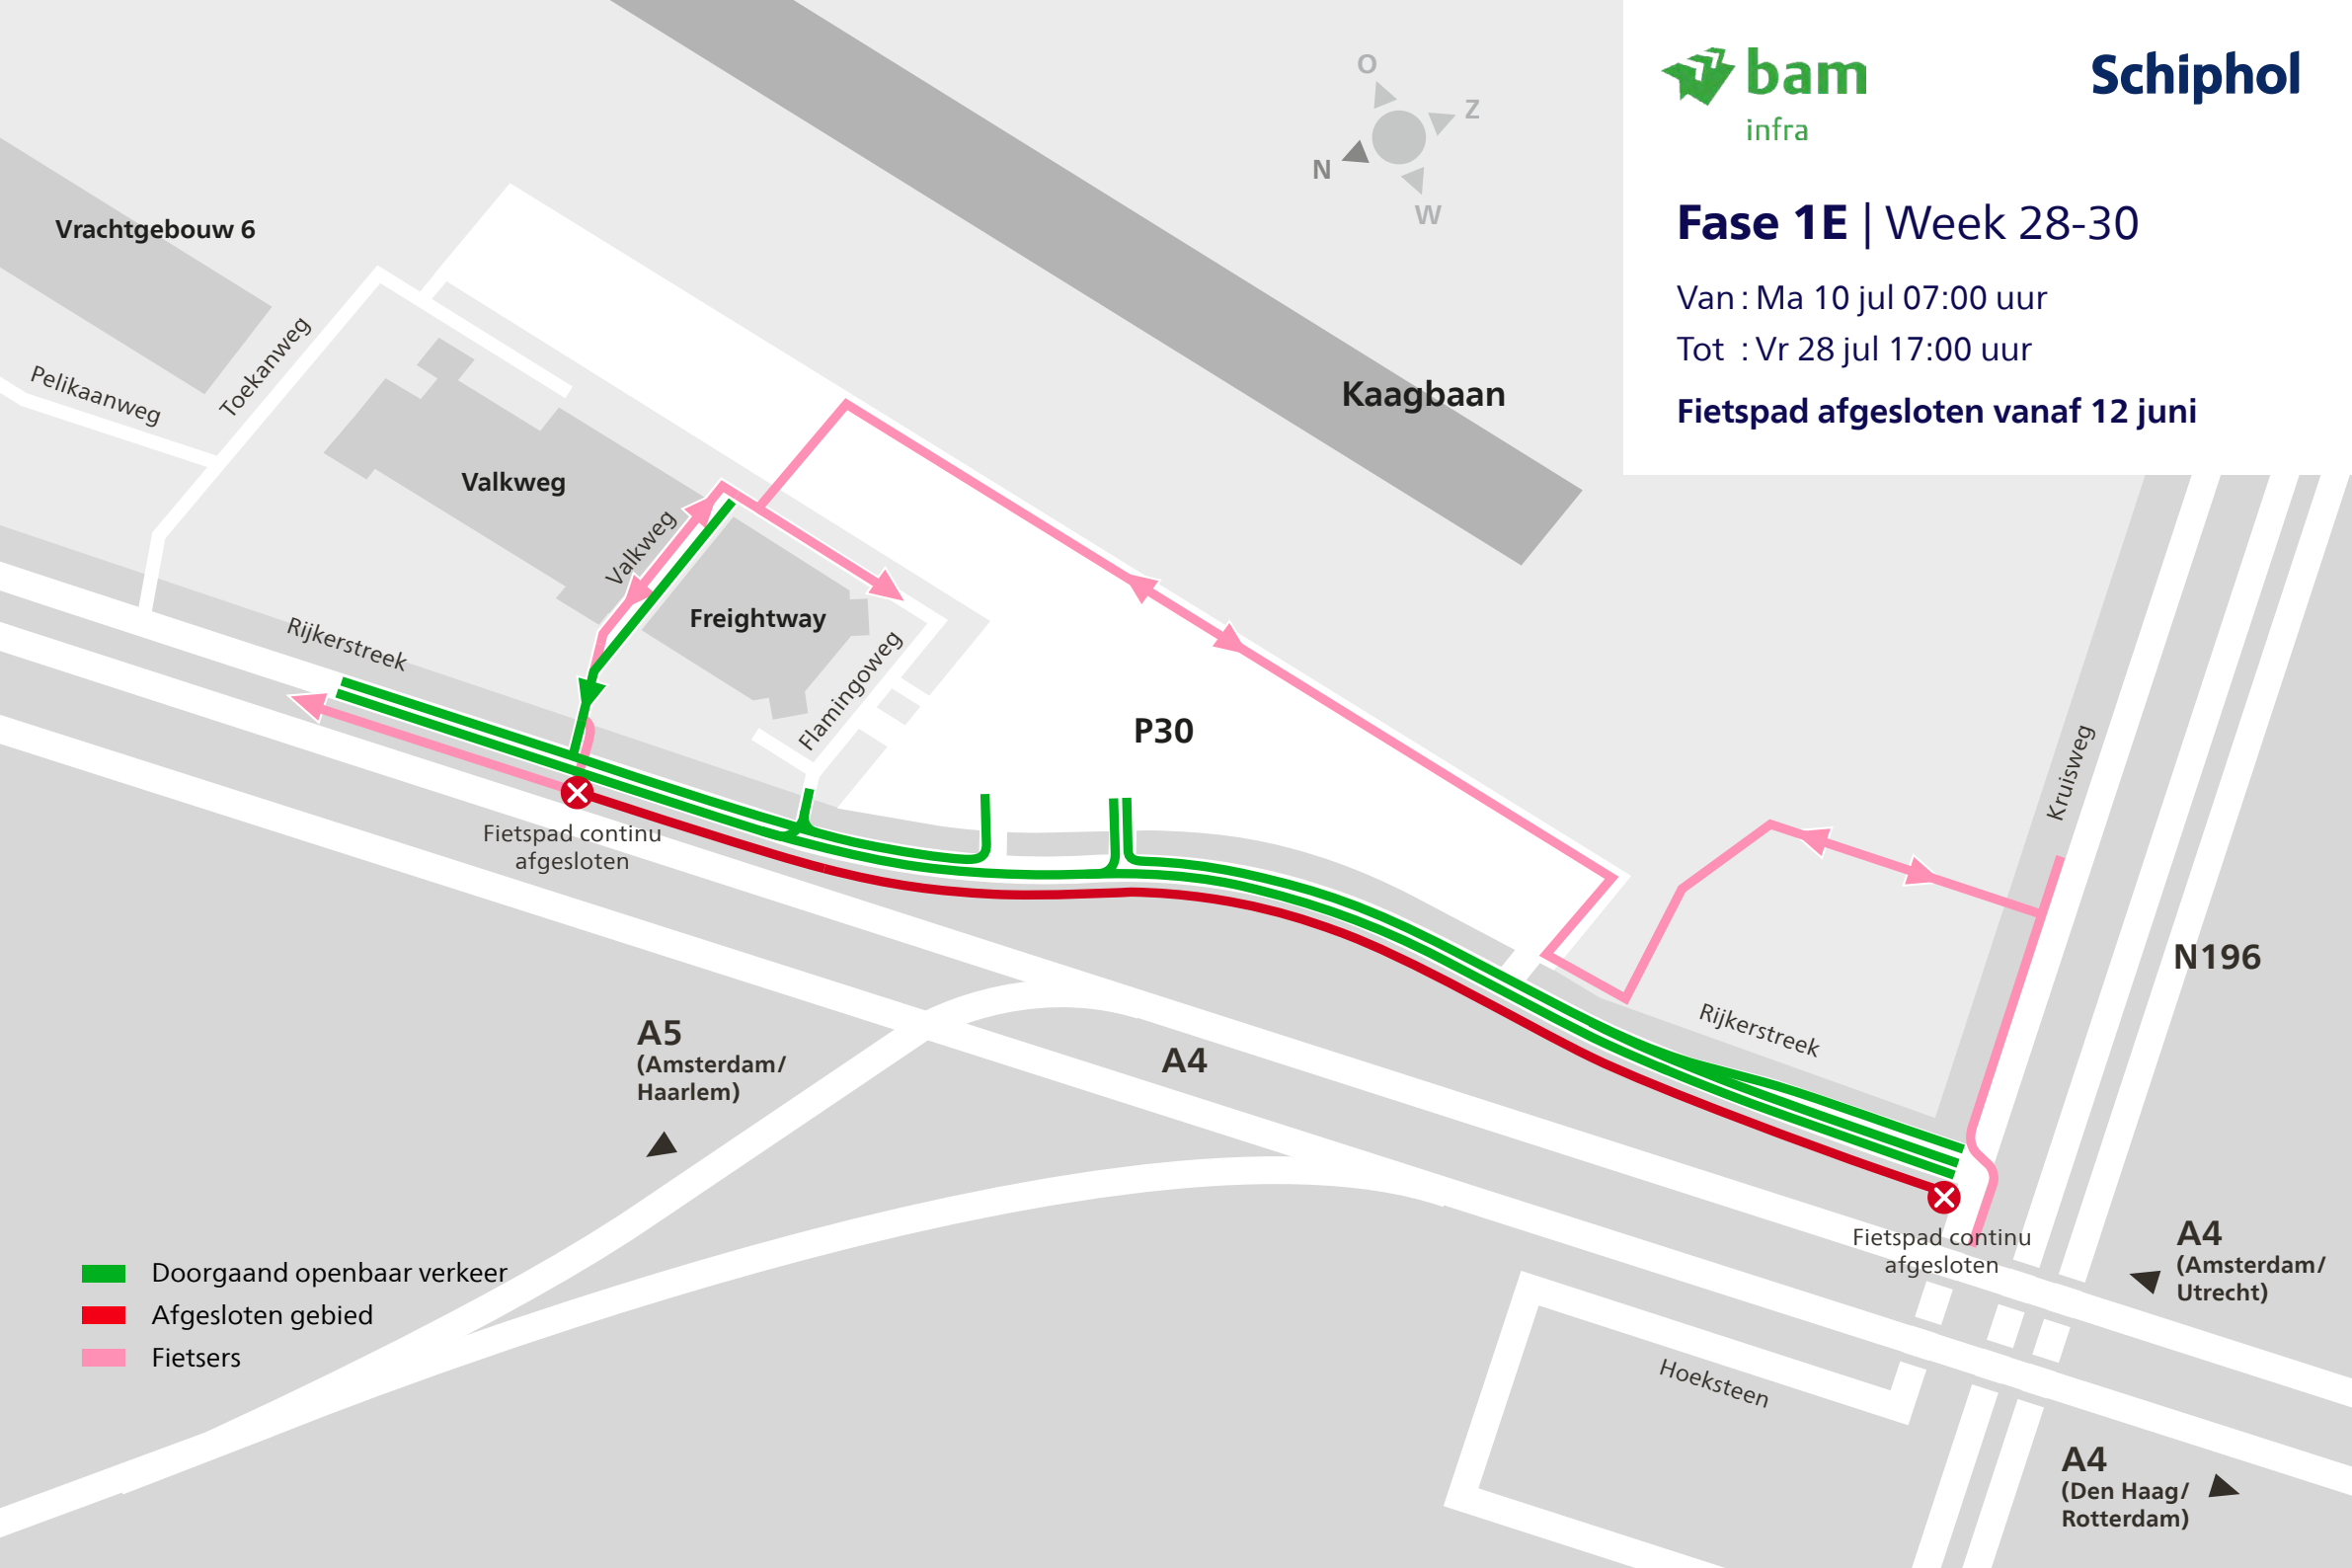 bam
infra
Schiphol
Fase 1E | Week 28-30
Van : Ma 10 jul 07:00 uur
Tot : Vr 28 jul 17:00 uur
Fietspad afgesloten vanaf 12 juni
O
Z
N
W
Vrachtgebouw 6
Toekanweg
Pelikaanweg
Kaagbaan
Valkweg
Valkweg
Freightway
Rijkerstreek
Flamingoweg
P30
Kruisweg
Fietspad continu
afgesloten
N196
Rijkerstreek
A5
(Amsterdam/
Haarlem)
A4
Fietspad continu
afgesloten
A4
(Amsterdam/
Utrecht)
Doorgaand openbaar verkeer
Afgesloten gebied
Fietsers
Hoeksteen
A4
(Den Haag/
Rotterdam)